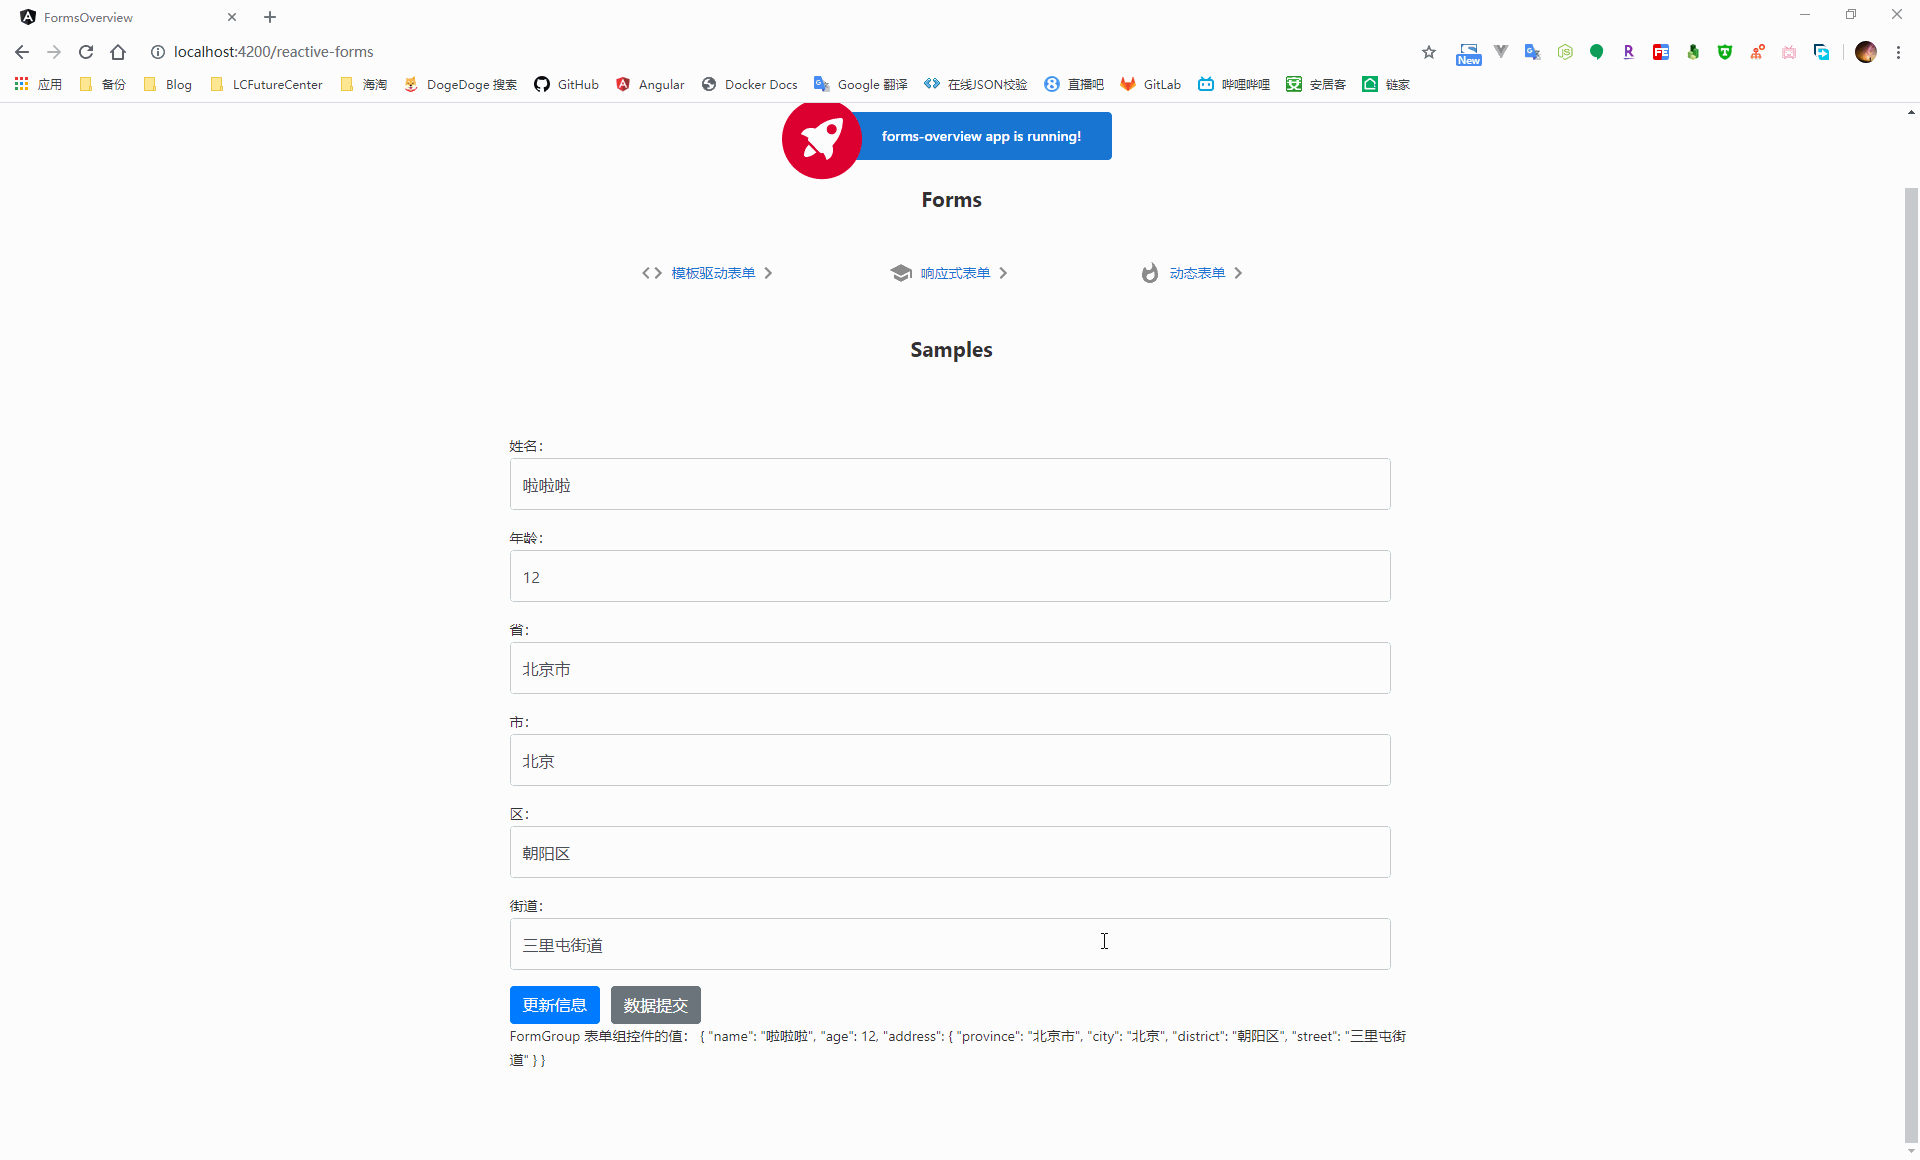 FormsOverview
localhost:4200/reactive-forms
New
应用 备份 Blog LCFutureCenter 海淘 DogeDoge 搜索 GitHub Angular Docker Docs Google 翻译 在线JSON校验 直播吧 GitLab 哔哩哔哩 安居客 链家
forms-overview app is running!
Forms
模板驱动表单 响应式表单 动态表单
Samples
姓名：
啦啦啦
年龄：
12
省：
北京市
市：
北京
区：
朝阳区
街道：
三里屯街道
更新信息 数据提交
FormGroup 表单组控件的值： { "name": "啦啦啦", "age": 12, "address": { "province": "北京市", "city": "北京", "district": "朝阳区", "street": "三里屯街
道" } }